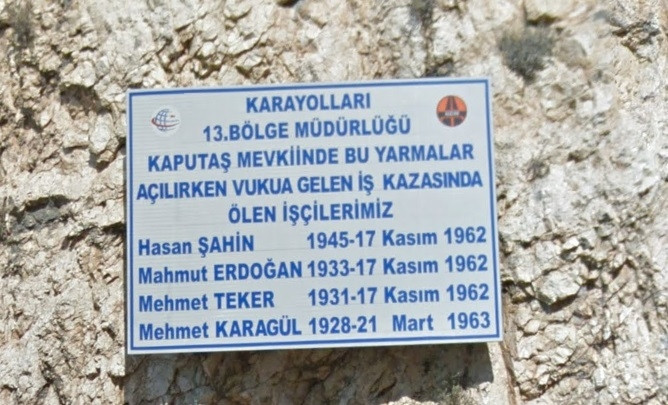 KARAYOLLARI
13.BÖLGE MÜDÜRLÜĞÜ
KAPUTAŞ MEVKİİNDE BU YARMALAR
AÇILIRKEN VUKUA GELEN İŞ KAZASINDA
ÖLEN İŞÇİLERİMİZ
Hasan ŞAHİN 1945-17 Kasım 1962
Mahmut ERDOĞAN 1933-17 Kasım 1962
Mehmet TEKER 1931-17 Kasım 1962
Mehmet KARAGÜL 1928-21 Mart 1963